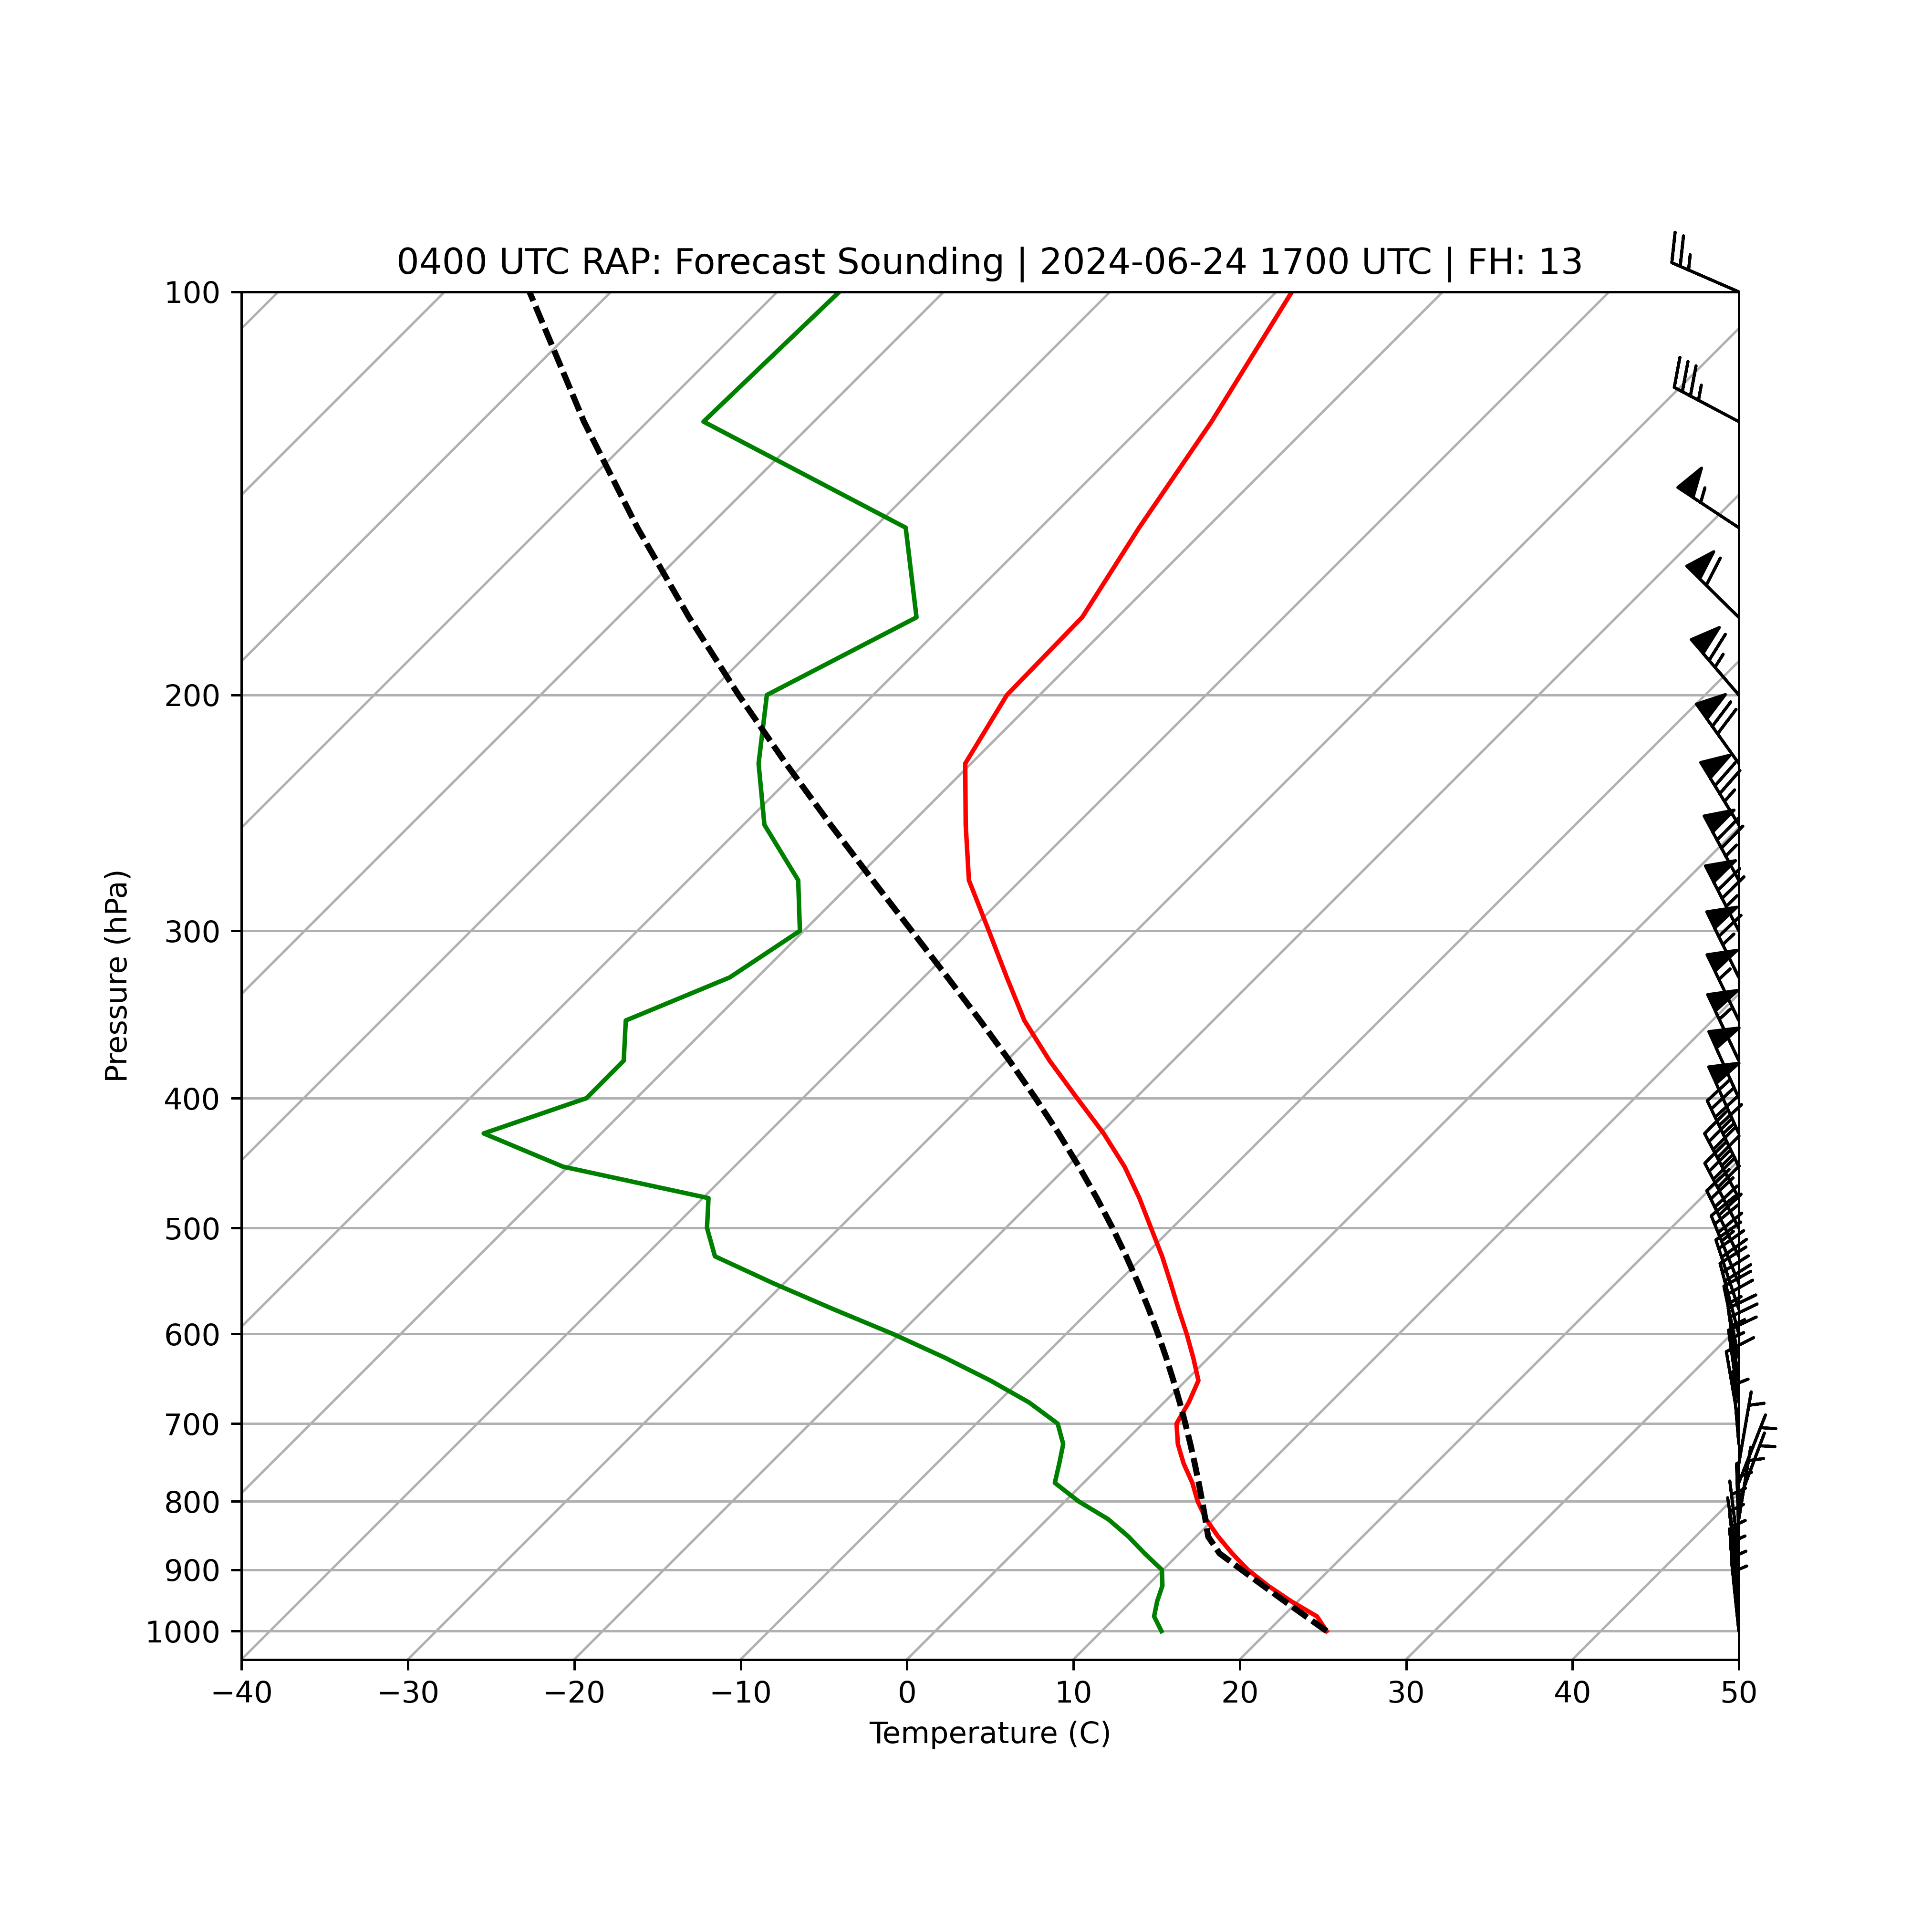 0400 UTC RAP: Forecast Sounding | 2024-06-24 1700 UTC | FH: 13
100
200
300
400
500
600
700
800
900
1000
Pressure (hPa)
−40 −30 −20 −10 0 10 20 30 40 50
Temperature (C)